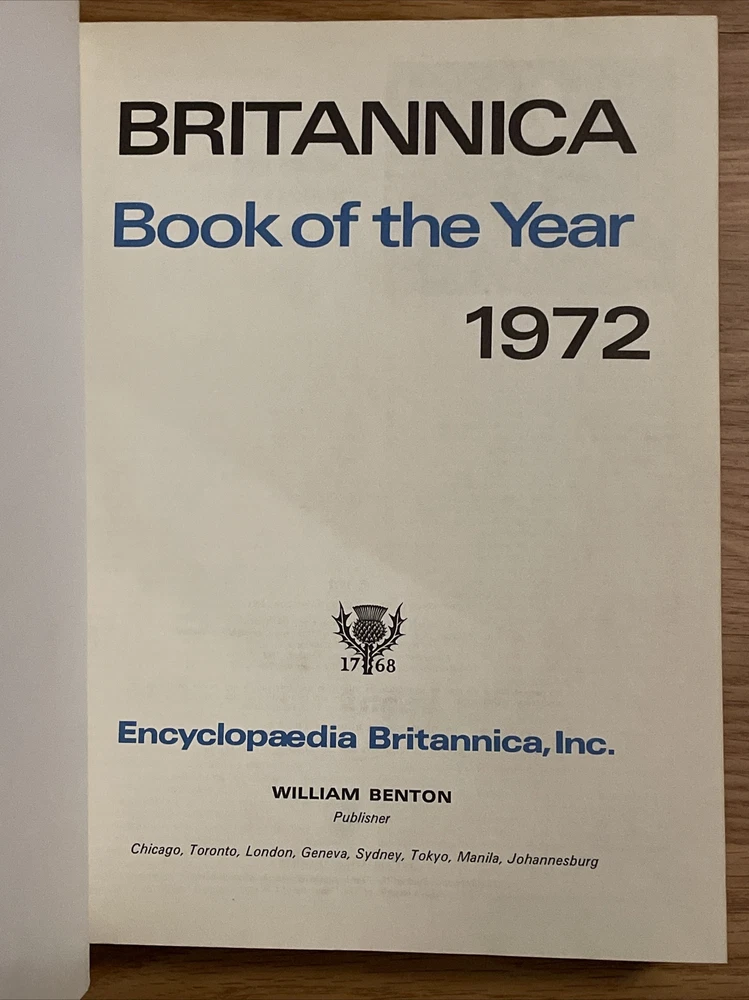 BRITANNICA
Book of the Year
1972
17 68
Encyclopædia Britannica, Inc.
WILLIAM BENTON
Publisher
Chicago, Toronto, London, Geneva, Sydney, Tokyo, Manila, Johannesburg